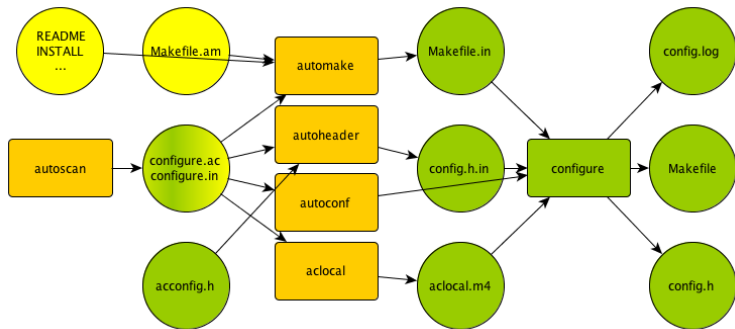 README
INSTALL
...
Makefile.am
automake
Makefile.in
config.log
autoscan
configure.ac
configure.in
autoheader
config.h.in
configure
Makefile
autoconf
acconfig.h
aclocal
aclocal.m4
config.h